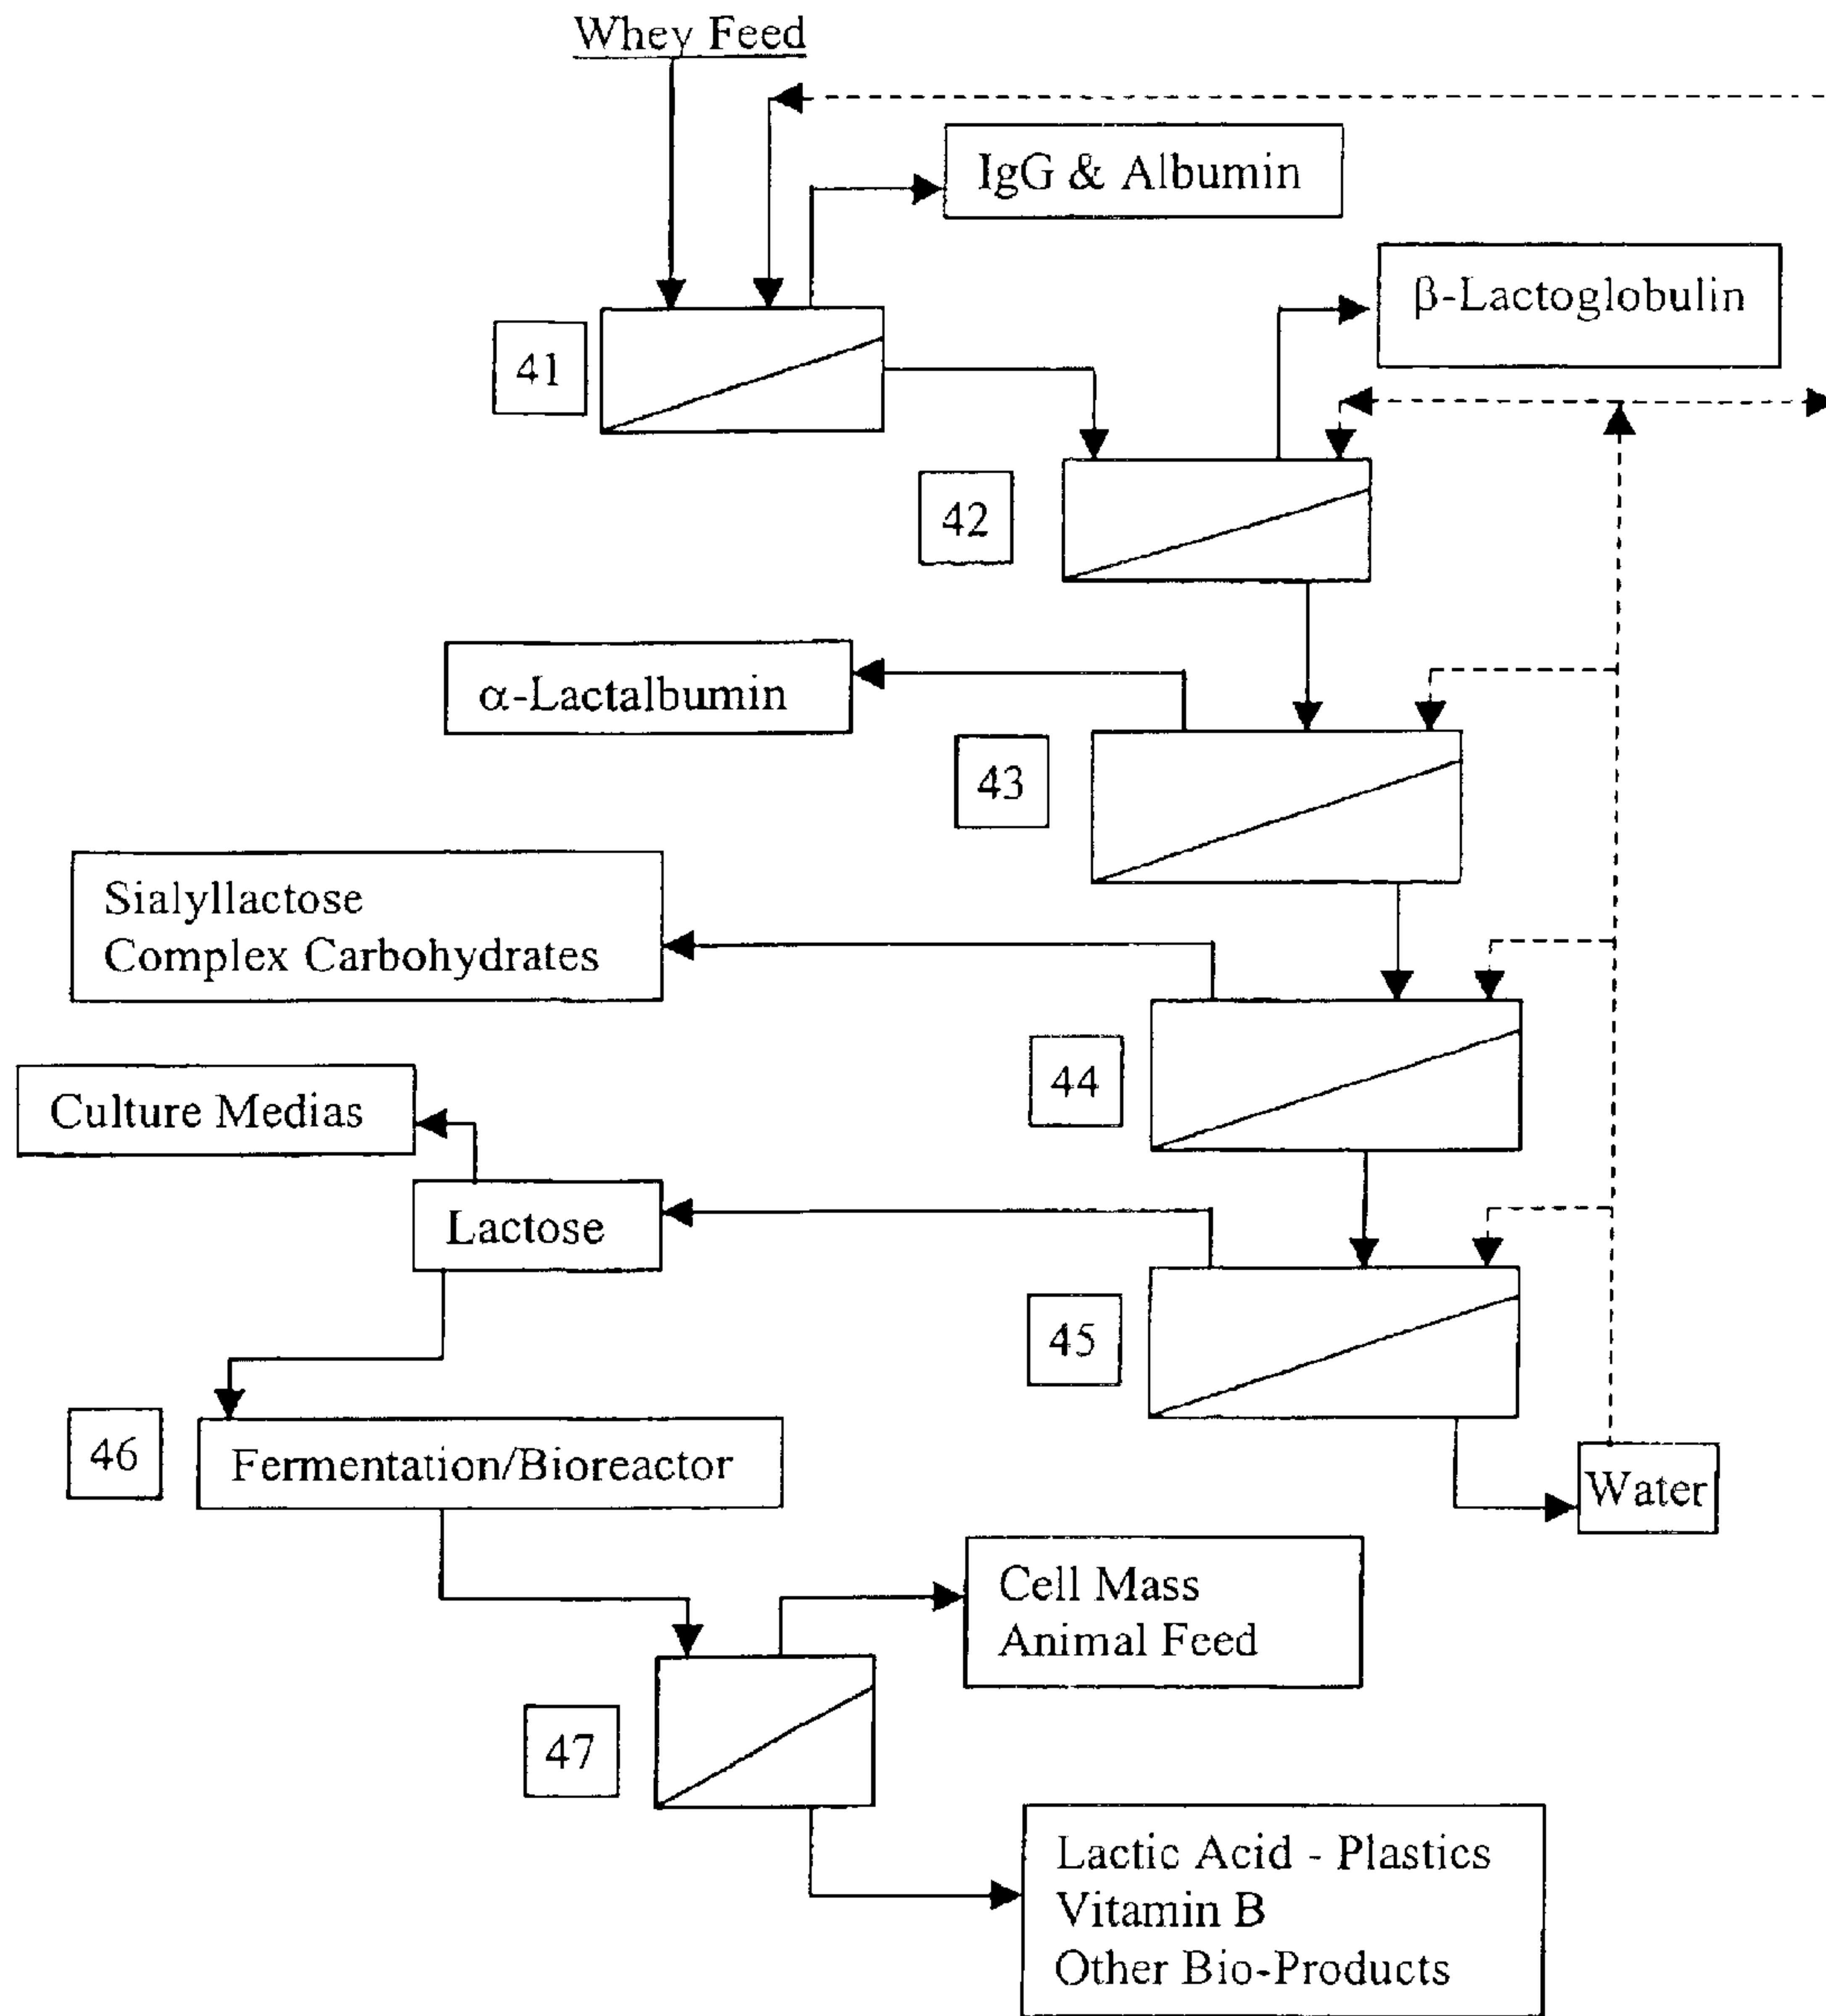 Whey Feed
IgG & Albumin
β-Lactoglobulin
41
42
α-Lactalbumin
43
Sialyllactose
Complex Carbohydrates
44
Culture Medias
Lactose
45
46
Fermentation/Bioreactor
Water
Cell Mass
Animal Feed
47
Lactic Acid - Plastics
Vitamin B
Other Bio-Products